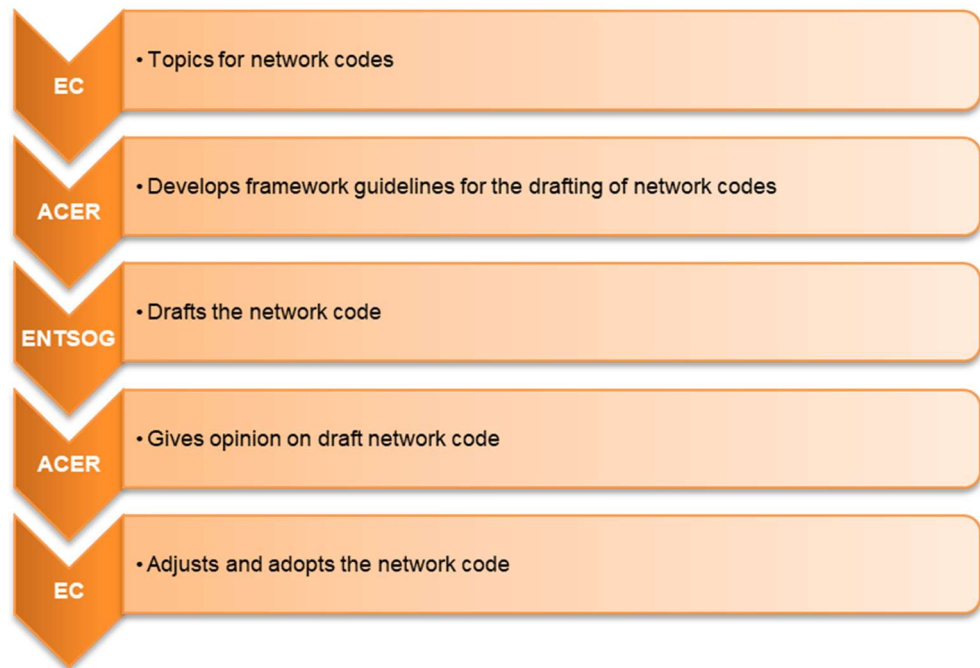 EC
• Topics for network codes
ACER
• Develops framework guidelines for the drafting of network codes
ENTSOG
• Drafts the network code
ACER
• Gives opinion on draft network code
EC
• Adjusts and adopts the network code